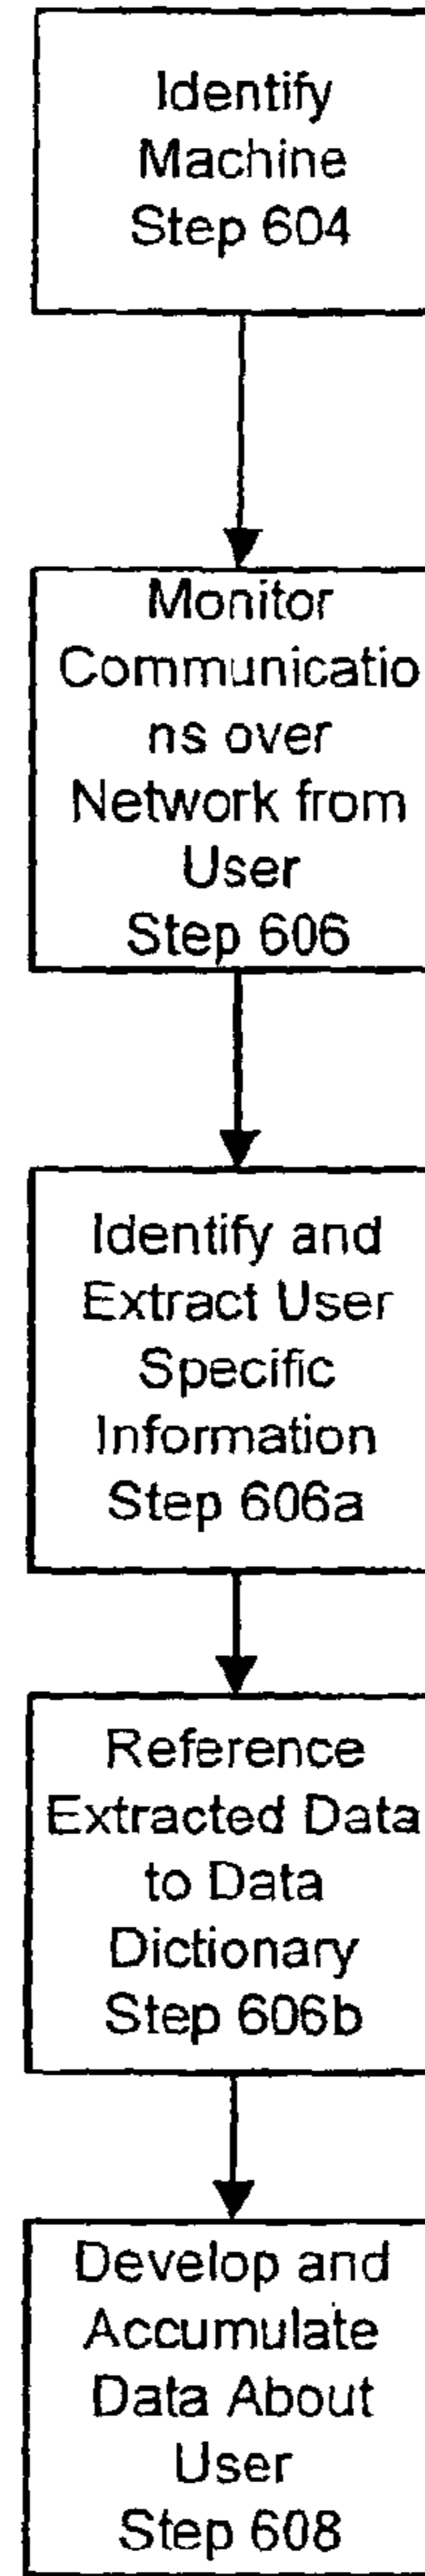 Identify
Machine
Step 604
Monitor
Communicatio
ns over
Network from
User
Step 606
Identify and
Extract User
Specific
Information
Step 606a
Reference
Extracted Data
to Data
Dictionary
Step 606b
Develop and
Accumulate
Data About
User
Step 608